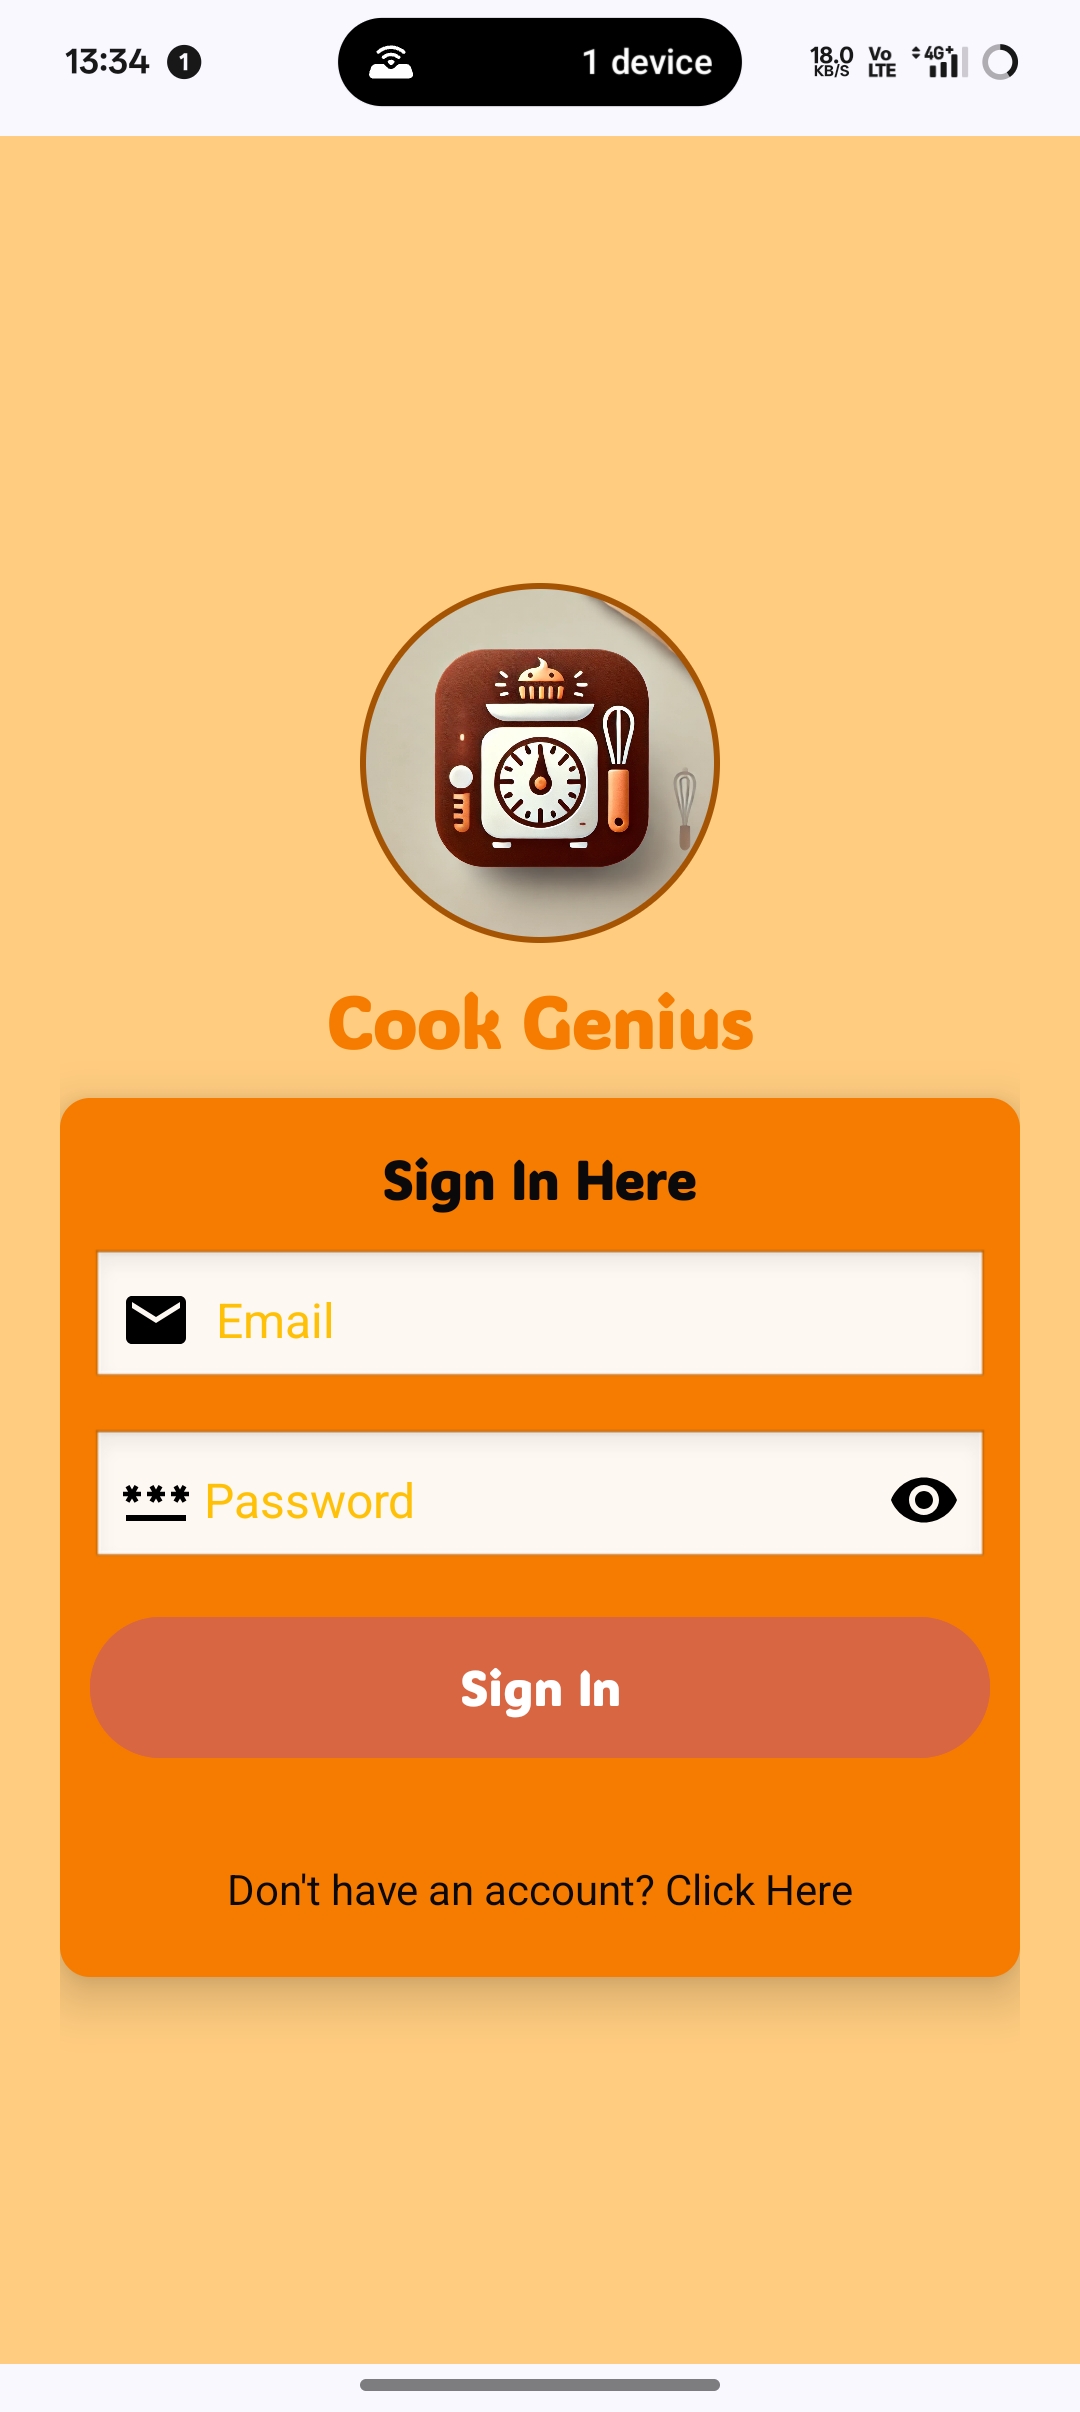 13:34 1 1 device 18.0 KB/S Vo LTE 4G+
Cook Genius
Sign In Here
Email
*** Password
Sign In
Don't have an account? Click Here